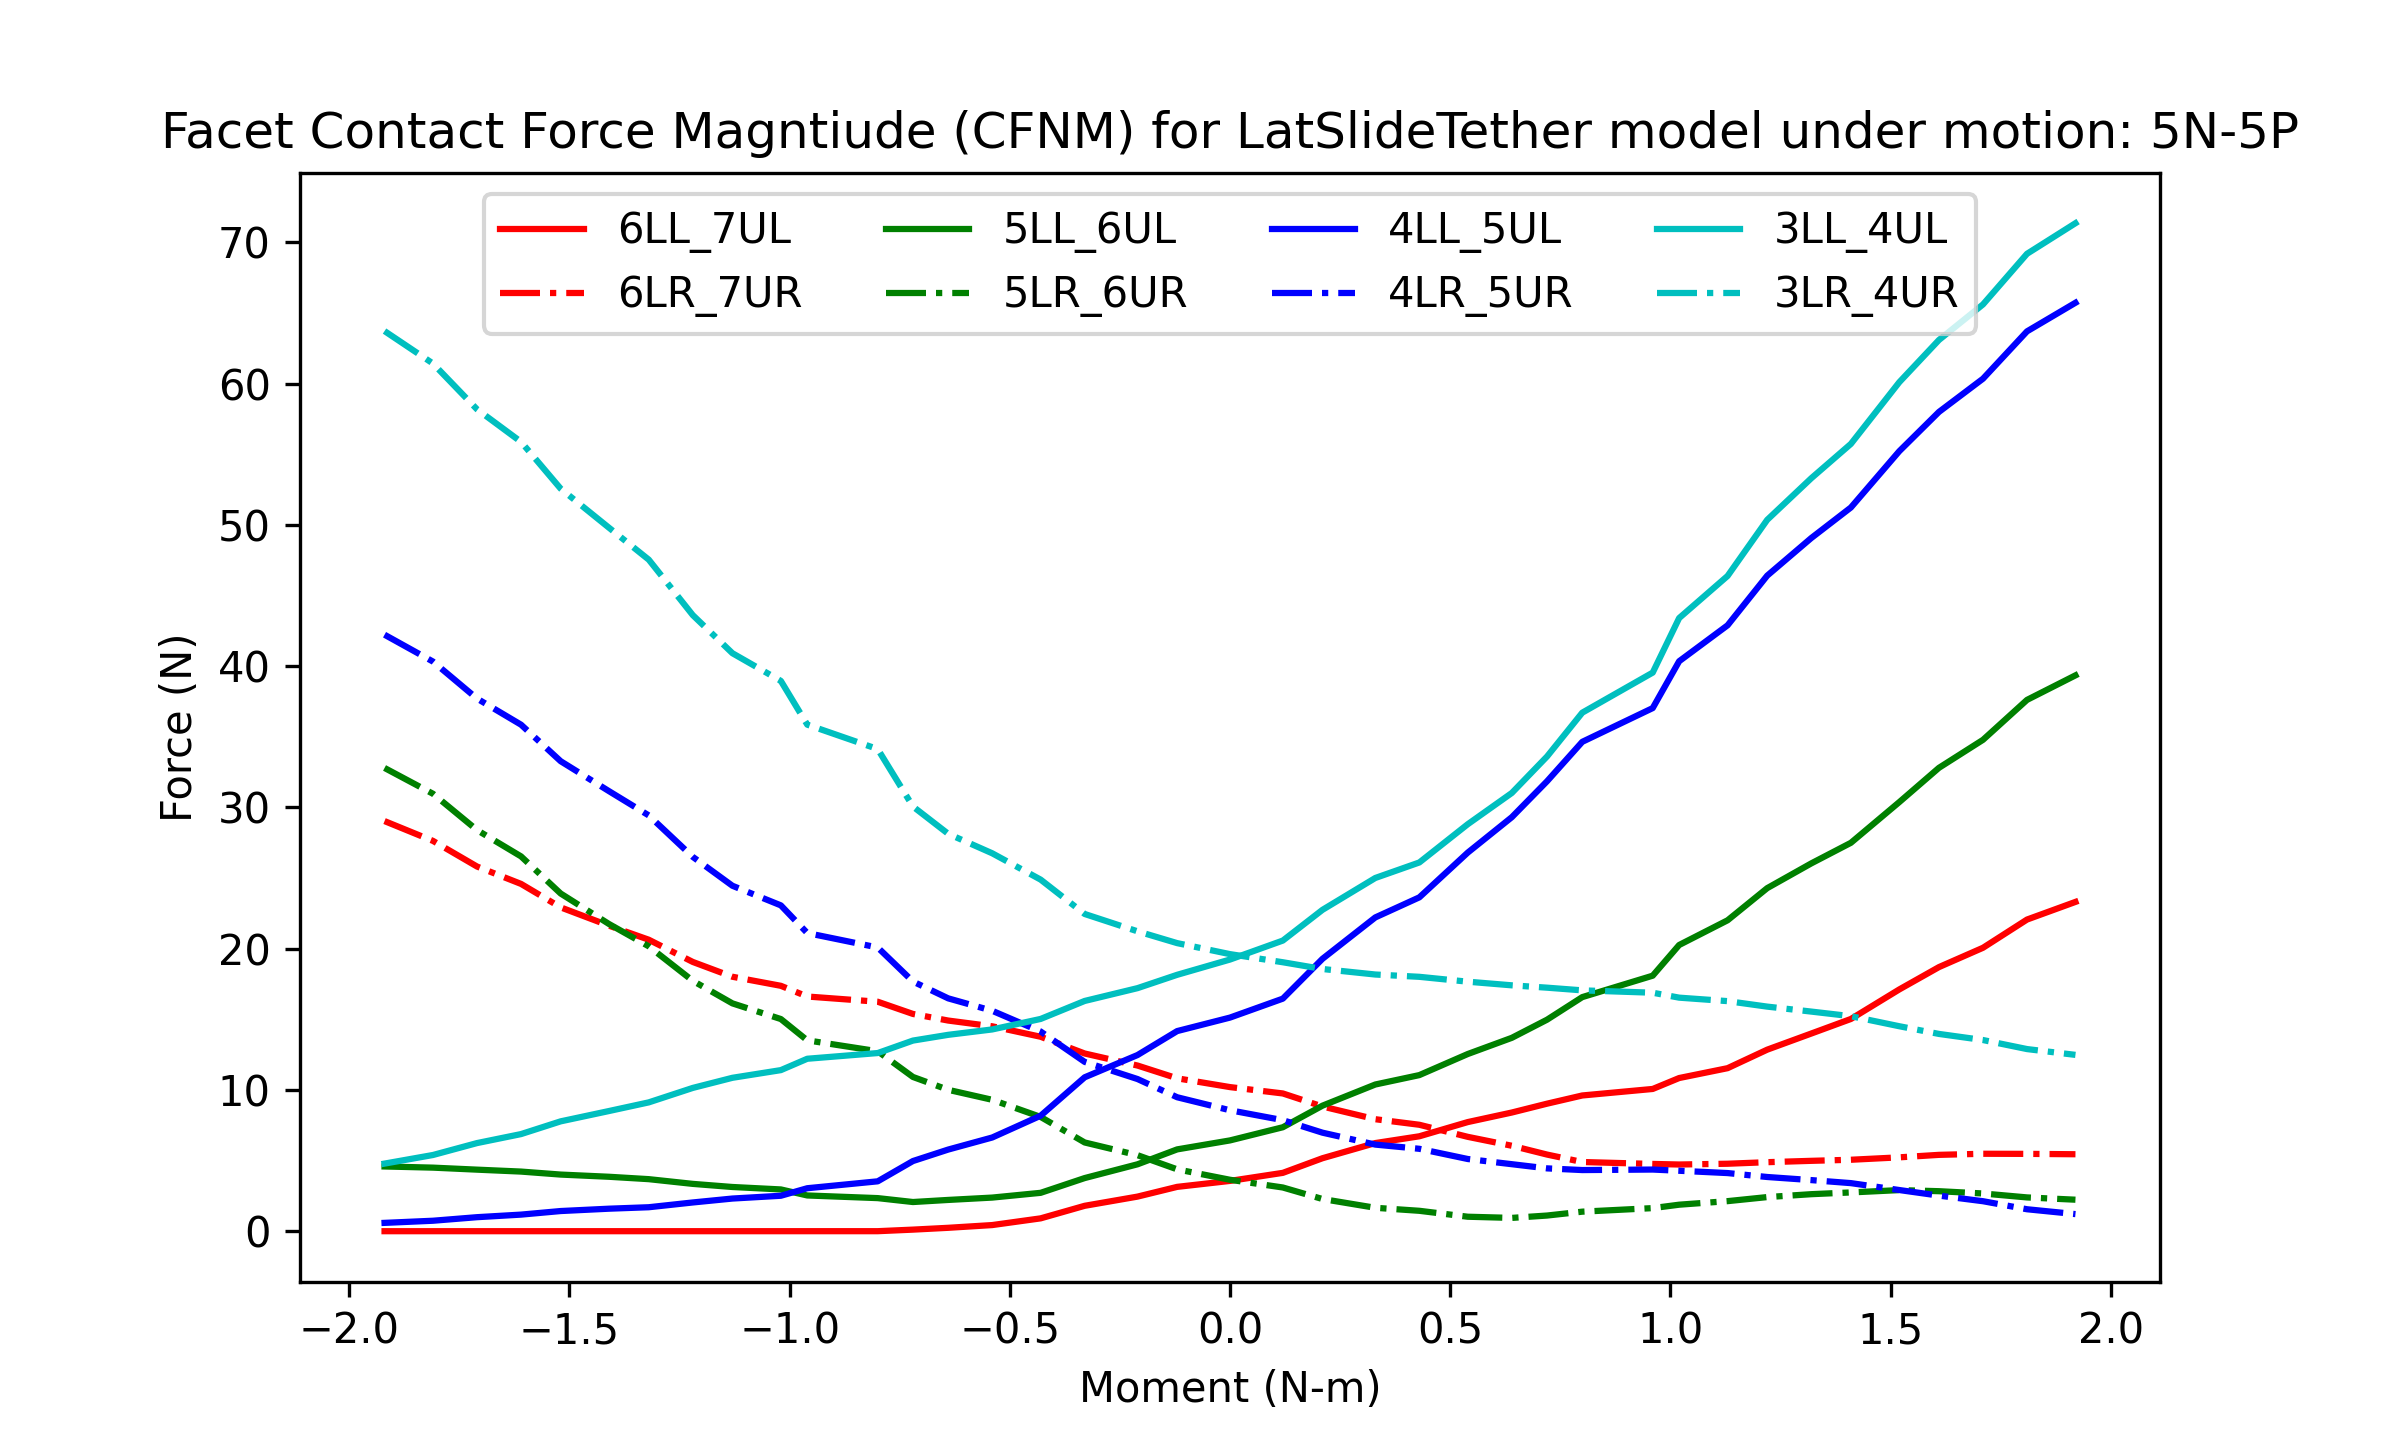 Facet Contact Force Magntiude (CFNM) for LatSlideTether model under motion: 5N-5P
6LL_7UL 5LL_6UL 4LL_5UL 3LL_4UL
6LR_7UR 5LR_6UR 4LR_5UR 3LR_4UR
70
60
50
40
30
20
10
0
Force (N)
−2.0 −1.5 −1.0 −0.5 0.0 0.5 1.0 1.5 2.0
Moment (N-m)